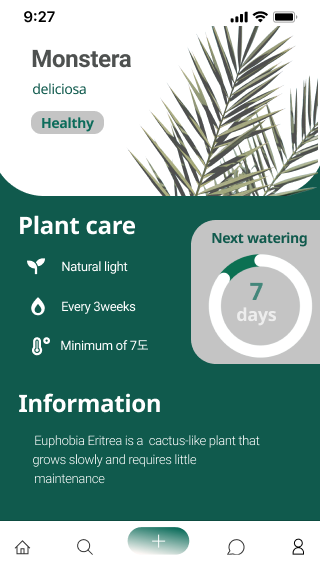 9:27
Monstera
deliciosa
Healthy
Plant care
Next watering
Natural light
Every 3weeks
Minimum of 7도
7
days
Information
Euphobia Eritrea is a  cactus-like plant that
grows slowly and requires little
maintenance